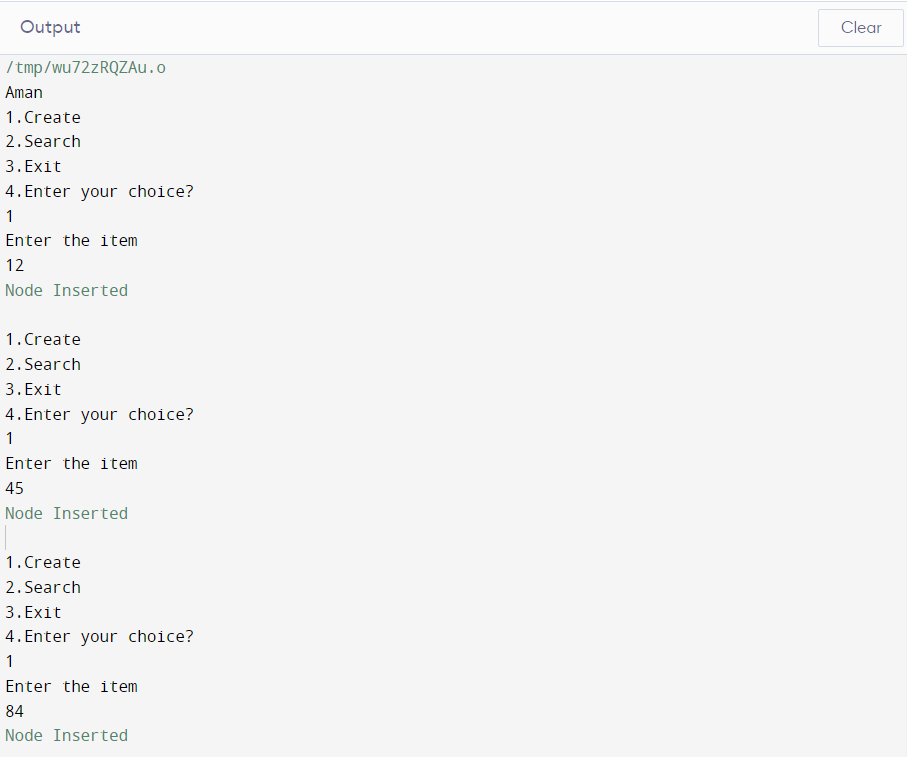 Output
Clear
/tmp/wu72zRQZAu.o
Aman
1.Create
2.Search
3.Exit
4.Enter your choice?
1
Enter the item
12
Node Inserted
1.Create
2.Search
3.Exit
4.Enter your choice?
1
Enter the item
45
Node Inserted
1.Create
2.Search
3.Exit
4.Enter your choice?
1
Enter the item
84
Node Inserted